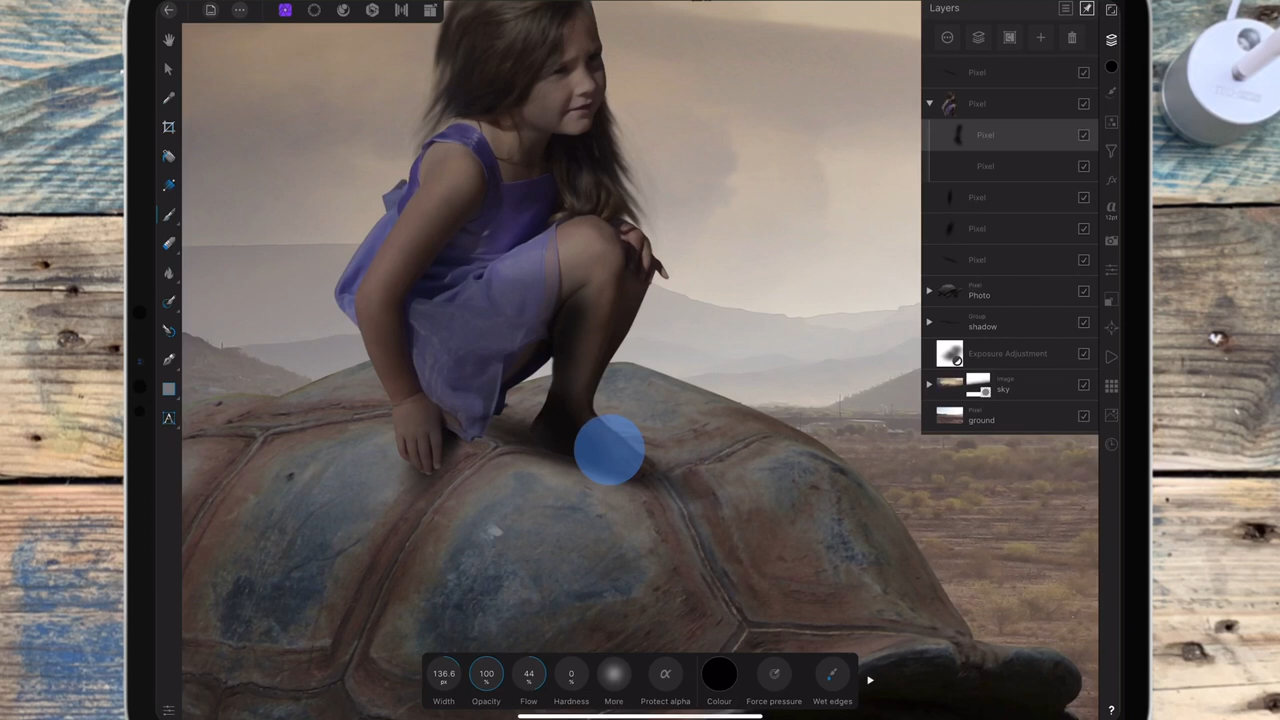 Layers
Pixel
Pixel
Pixel
Pixel
Pixel
Pixel
Pixel
Pixel
Photo
Group
shadow
Exposure Adjustment
Image
sky
Pixel
ground
a
12pt
A
?
136.6
px
100
%
44
%
0
%
α
Width
Opacity
Flow
Hardness
More
Protect alpha
Colour
Force pressure
Wet edges